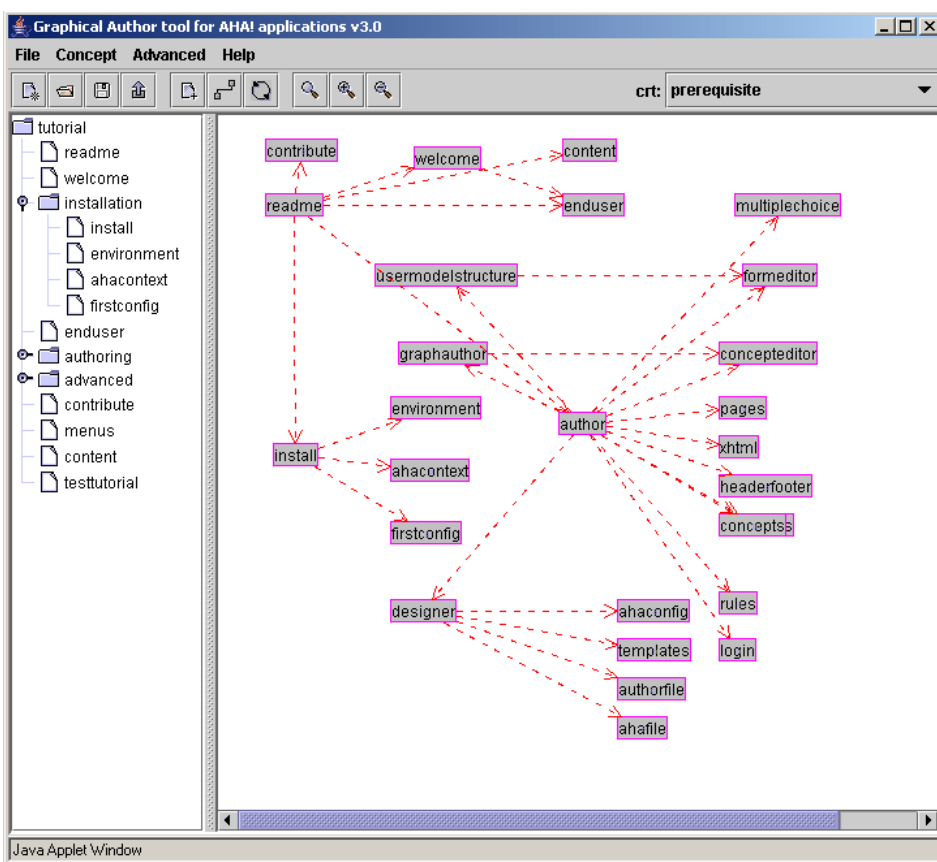 Graphical Author tool for AHA! applications v3.0
File Concept Advanced Help
crt: prerequisite
tutorial
readme
welcome
installation
install
environment
ahacontext
firstconfig
enduser
authoring
advanced
contribute
menus
content
testtutorial
contribute
welcome
content
readme
enduser
multiplechoice
usermodelstructure
formeditor
graphauthor
concepteditor
environment
pages
author
xhtml
install
ahacontext
headerfooter
firstconfig
conceptss
designer
ahaconfig
rules
templates
login
authorfile
ahafile
Java Applet Window